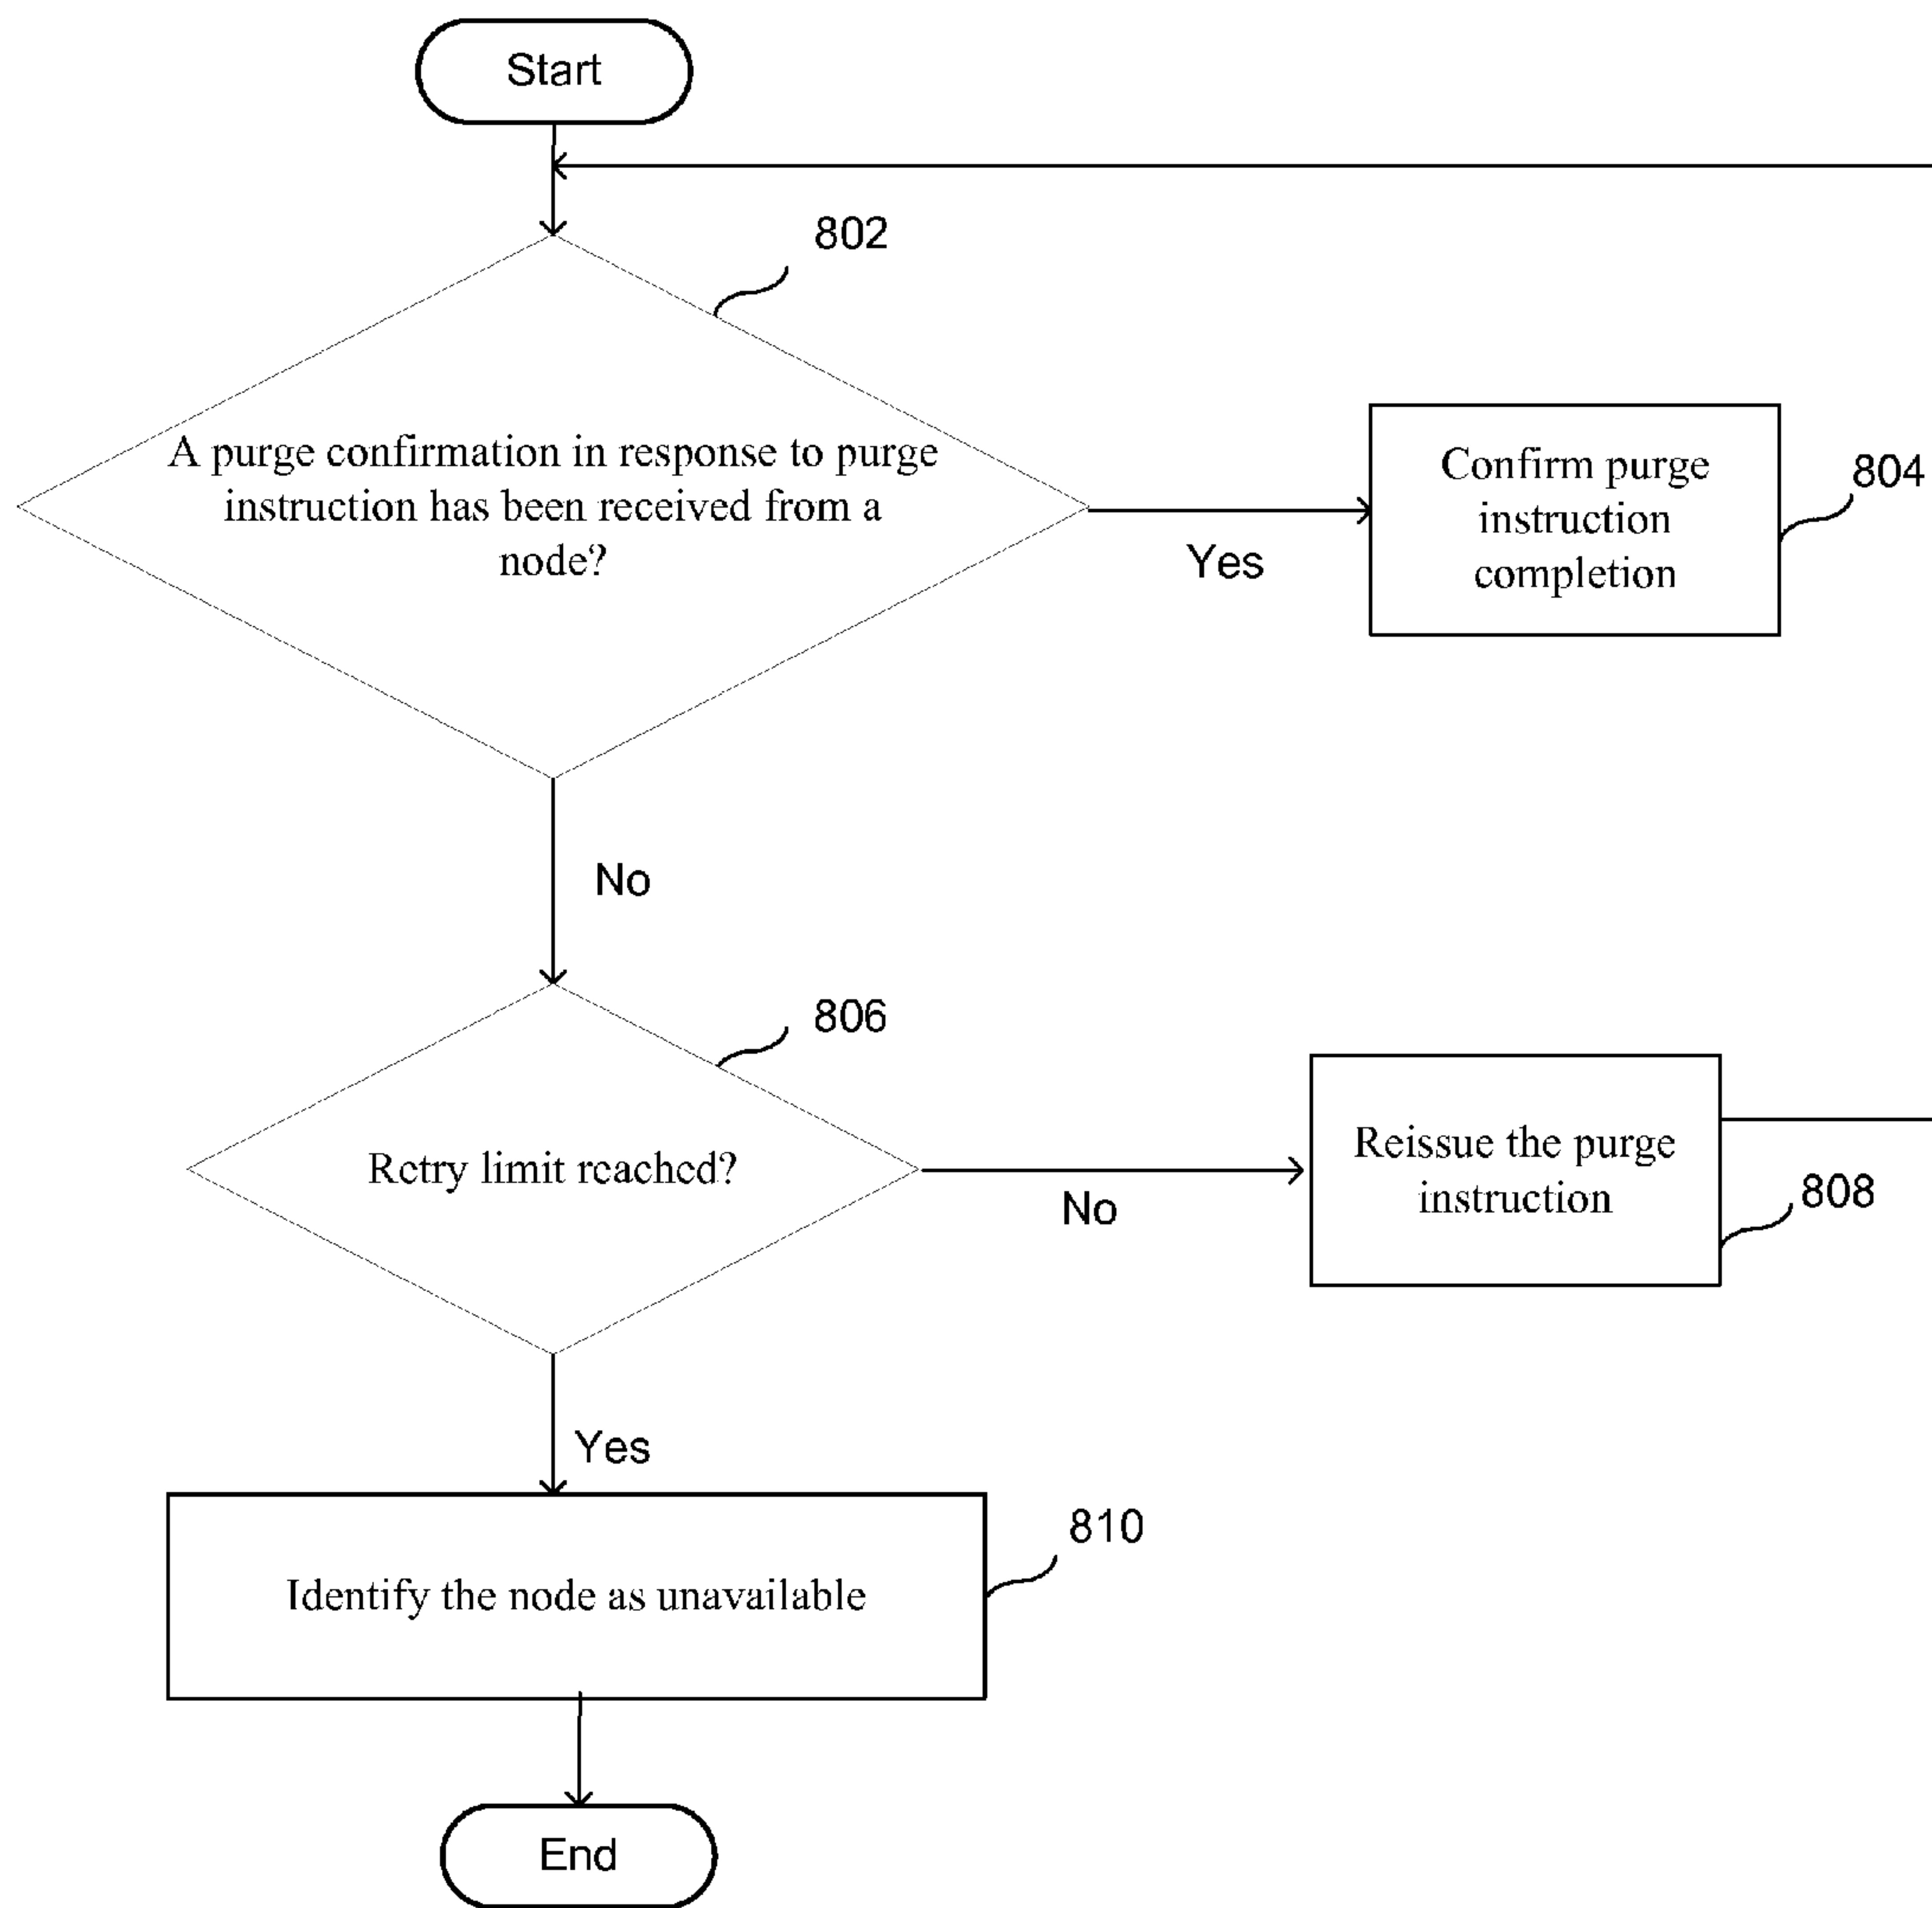 Start
802
A purge confirmation in response to purge
instruction has been received from a
node?
Yes
Confirm purge
instruction
completion
804
No
806
Retry limit reached?
No
Reissue the purge
instruction
808
Yes
810
Identify the node as unavailable
End